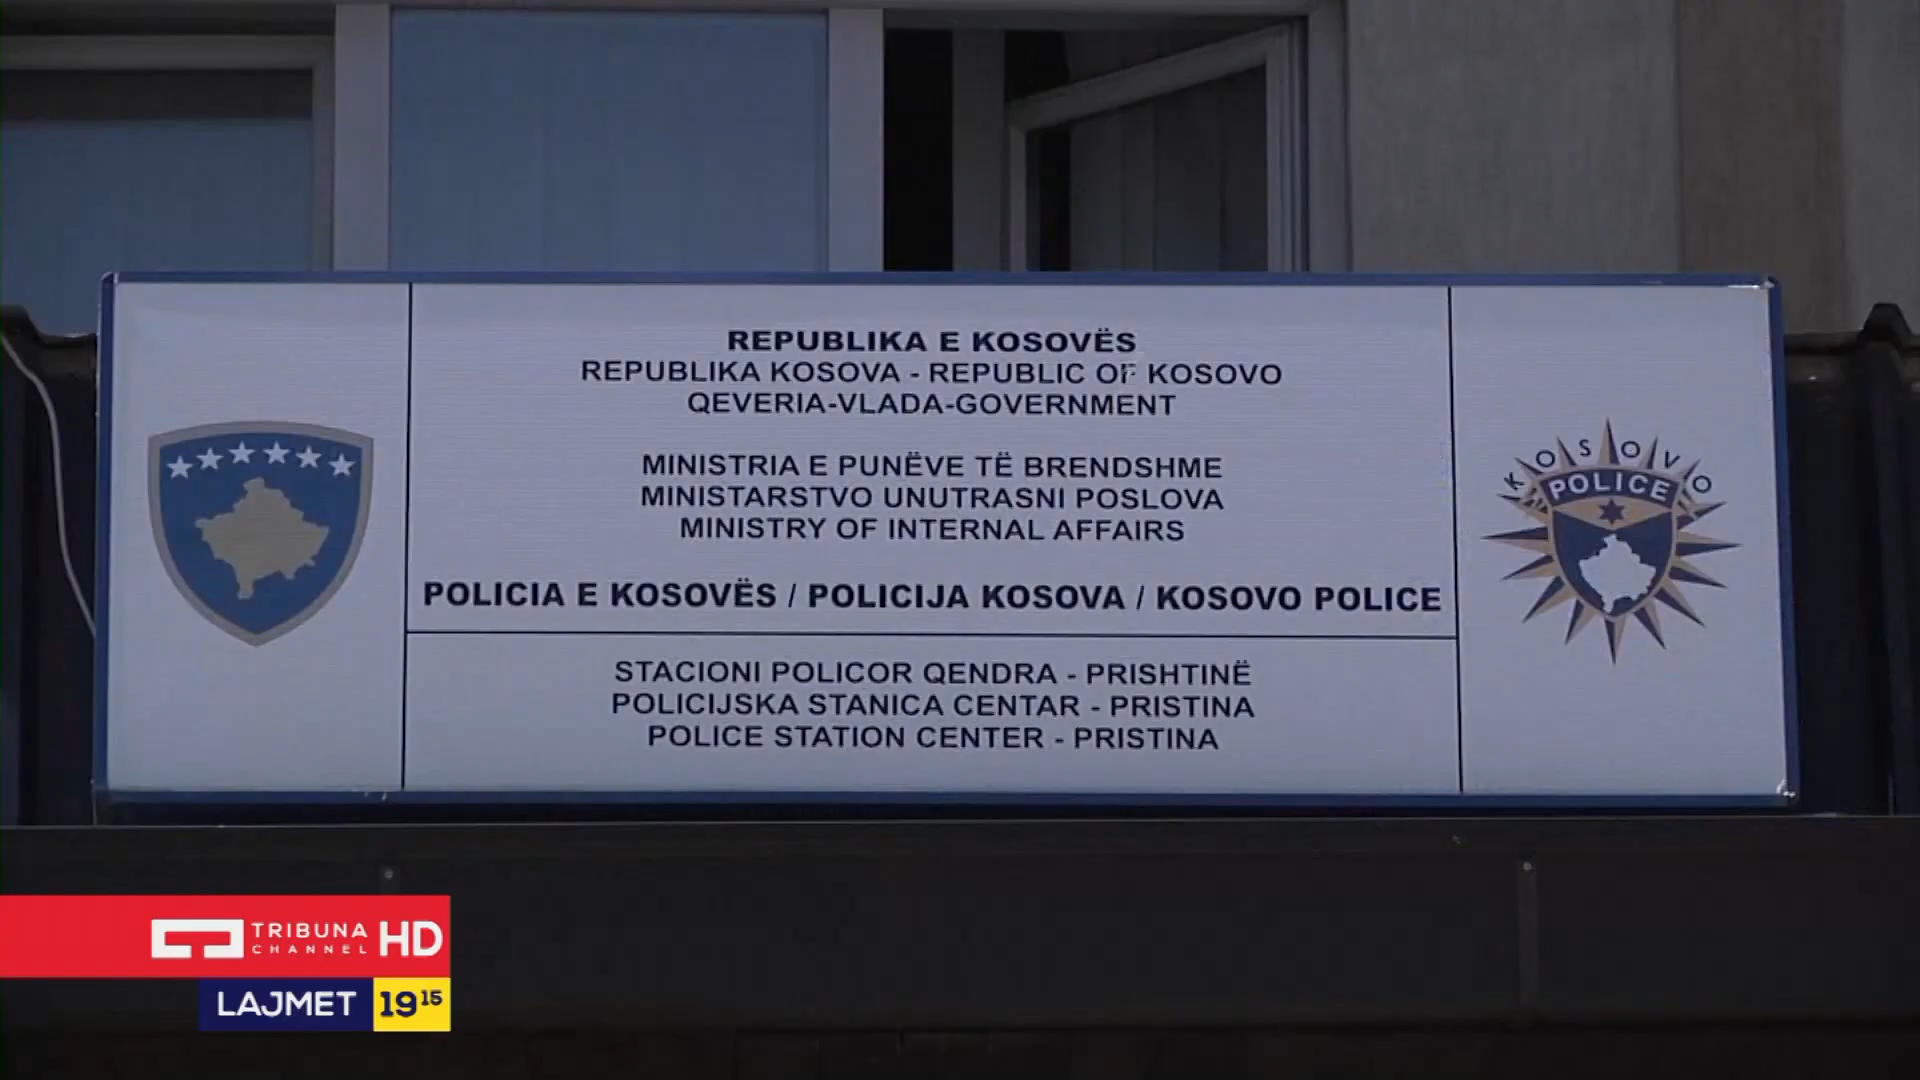 REPUBLIKA E KOSOVËS
REPUBLIKA KOSOVA - REPUBLIC OF KOSOVO
QEVERIA-VLADA-GOVERNMENT
MINISTRIA E PUNËVE TË BRENDSHME
MINISTARSTVO UNUTRASNI POSLOVA
MINISTRY OF INTERNAL AFFAIRS
POLICIA E KOSOVËS / POLICIJA KOSOVA / KOSOVO POLICE
STACIONI POLICOR QENDRA - PRISHTINË
POLICIJSKA STANICA CENTAR - PRISTINA
POLICE STATION CENTER - PRISTINA
KOSOVO
POLICE
TRIBUNA
CHANNEL
HD
LAJMET 19 15